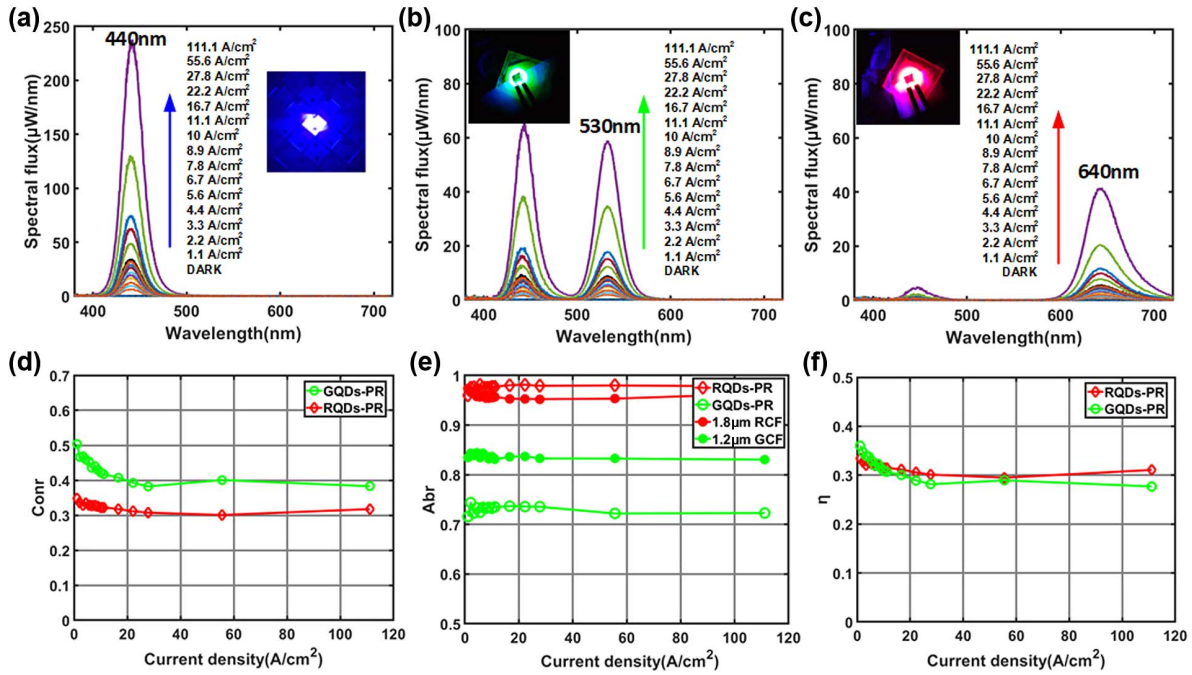 (a)
440nm
250
200
150
100
50
0
Spectral flux(μW/nm)
400
500
600
700
Wavelength(nm)
111.1 A/cm²
55.6 A/cm²
27.8 A/cm²
22.2 A/cm²
16.7 A/cm²
11.1 A/cm²
10 A/cm²
8.9 A/cm²
7.8 A/cm²
6.7 A/cm²
5.6 A/cm²
4.4 A/cm²
3.3 A/cm²
2.2 A/cm²
1.1 A/cm²
DARK
(b)
530nm
100
80
60
40
20
0
Spectral flux(μW/nm)
400
500
600
700
Wavelength(nm)
111.1 A/cm²
55.6 A/cm²
27.8 A/cm²
22.2 A/cm²
16.7 A/cm²
11.1 A/cm²
10 A/cm²
8.9 A/cm²
7.8 A/cm²
6.7 A/cm²
5.6 A/cm²
4.4 A/cm²
3.3 A/cm²
2.2 A/cm²
1.1 A/cm²
DARK
(c)
640nm
100
80
60
40
20
0
Spectral flux(μW/nm)
400
500
600
700
Wavelength(nm)
111.1 A/cm²
55.6 A/cm²
27.8 A/cm²
22.2 A/cm²
16.7 A/cm²
11.1 A/cm²
10 A/cm²
8.9 A/cm²
7.8 A/cm²
6.7 A/cm²
5.6 A/cm²
4.4 A/cm²
3.3 A/cm²
2.2 A/cm²
1.1 A/cm²
DARK
(d)
0.7
0.6
0.5
0.4
0.3
0.2
0.1
0
Conr
GQDs-PR
RQDs-PR
0
20
40
60
80
100
120
Current density(A/cm²)
(e)
1
0.9
0.8
0.7
0.6
0.5
Abr
RQDs-PR
GQDs-PR
1.8μm RCF
1.2μm GCF
0
20
40
60
80
100
120
Current density(A/cm²)
(f)
0.5
0.4
0.3
0.2
0.1
0
η
RQDs-PR
GQDs-PR
0
20
40
60
80
100
120
Current density(A/cm²)